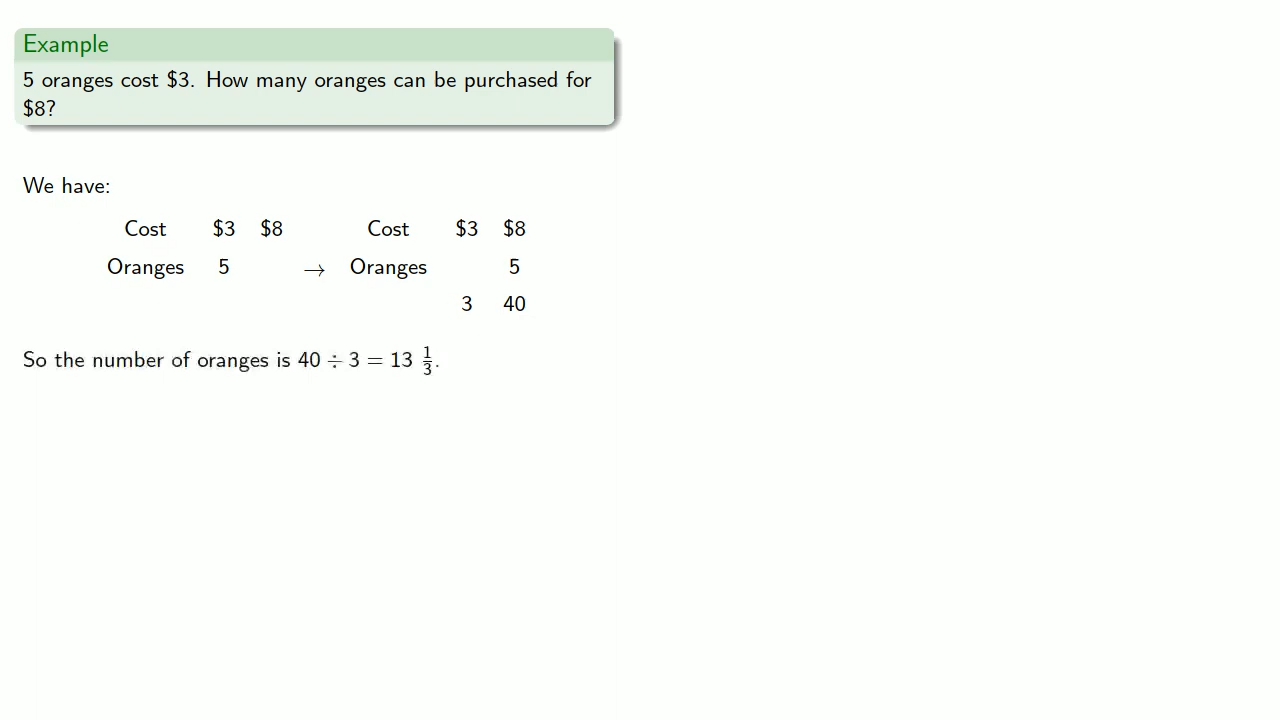 Example
5 oranges cost $3. How many oranges can be purchased for
$8?
We have:
Cost $3 $8 Cost $3 $8
Oranges 5 → Oranges 5
3 40
So the number of oranges is 40 ÷ 3 = 13 1/3.